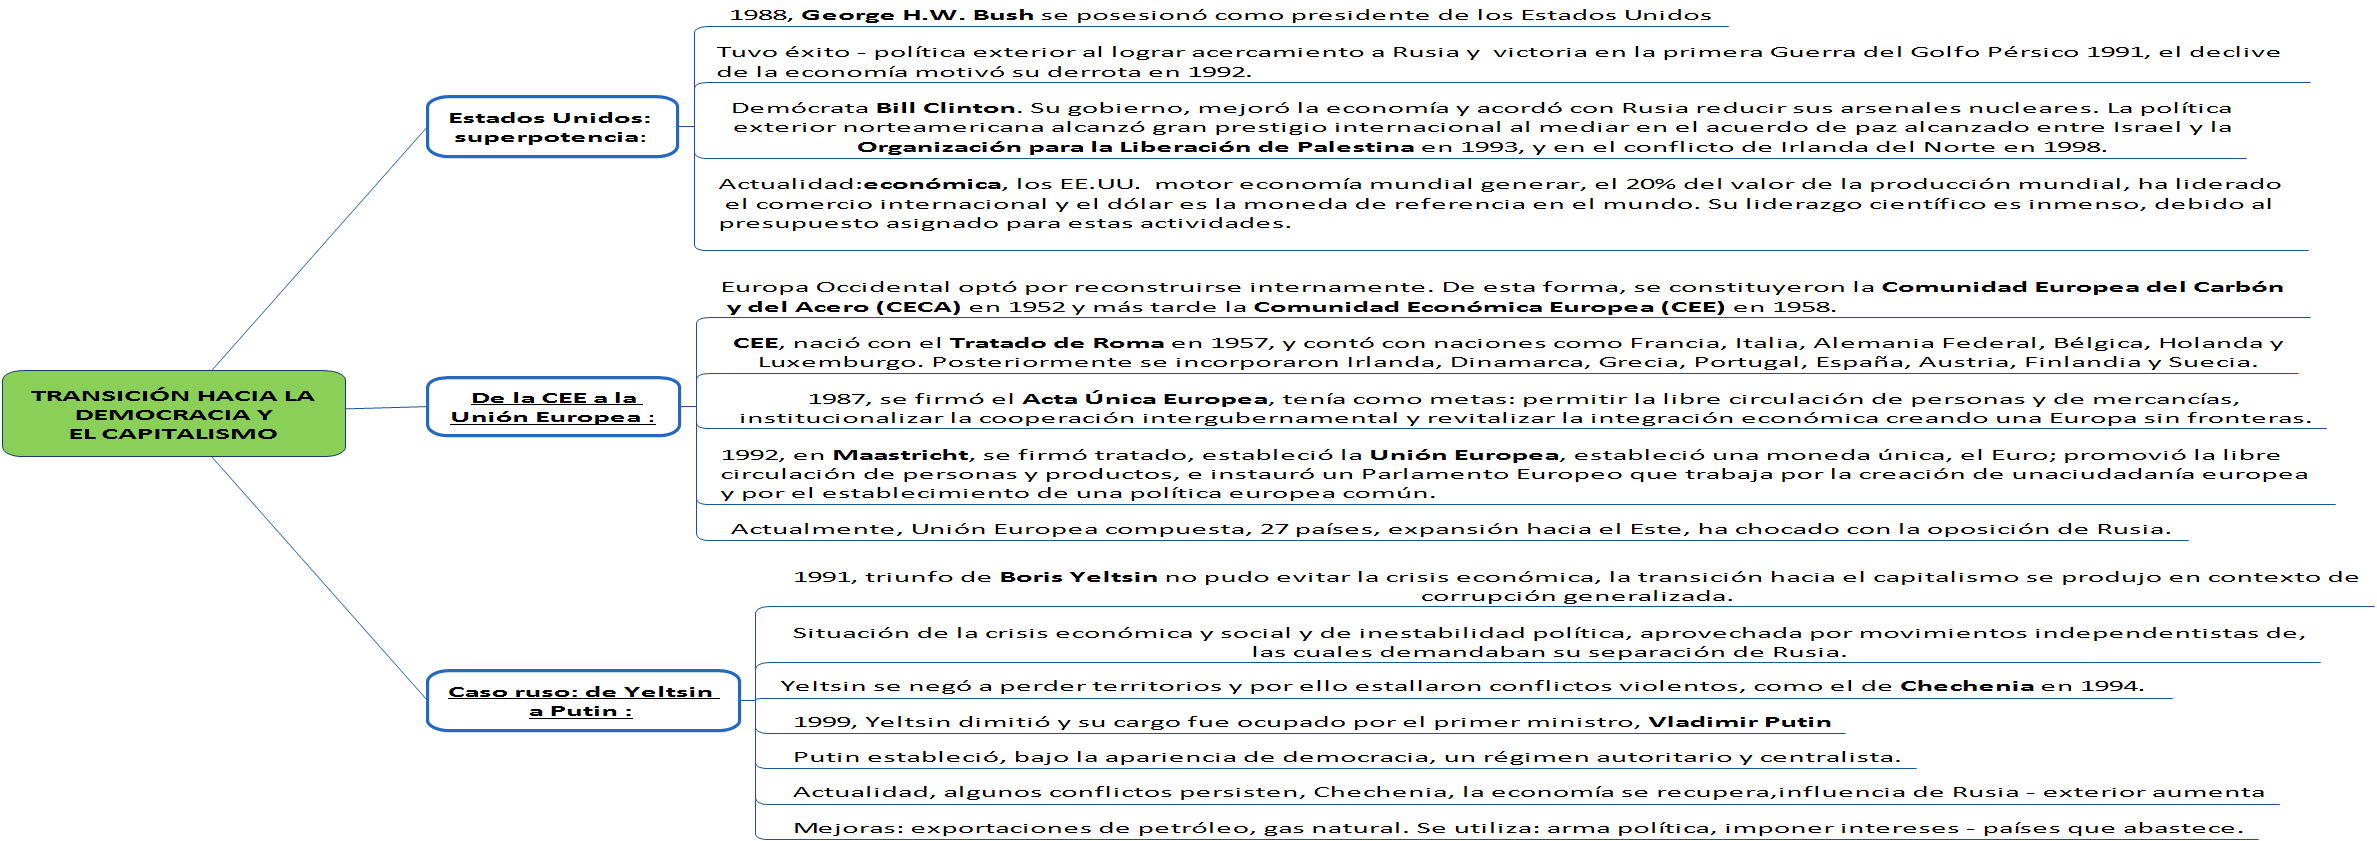 1988, George H.W. Bush se posesionó como presidente de los Estados Unidos
Tuvo éxito - política exterior al lograr acercamiento a Rusia y victoria en la primera Guerra del Golfo Pérsico 1991, el declive
de la economía motivó su derrota en 1992.
Estados Unidos:
superpotencia:
Demócrata Bill Clinton. Su gobierno, mejoró la economía y acordó con Rusia reducir sus arsenales nucleares. La política
exterior norteamericana alcanzó gran prestigio internacional al mediar en el acuerdo de paz alcanzado entre Israel y la
Organización para la Liberación de Palestina en 1993, y en el conflicto de Irlanda del Norte en 1998.
Actualidad:económica, los EE.UU. motor economía mundial generar, el 20% del valor de la producción mundial, ha liderado
el comercio internacional y el dólar es la moneda de referencia en el mundo. Su liderazgo científico es inmenso, debido al
presupuesto asignado para estas actividades.
Europa Occidental optó por reconstruirse internamente. De esta forma, se constituyeron la Comunidad Europea del Carbón
y del Acero (CECA) en 1952 y más tarde la Comunidad Económica Europea (CEE) en 1958.
CEE, nació con el Tratado de Roma en 1957, y contó con naciones como Francia, Italia, Alemania Federal, Bélgica, Holanda y
Luxemburgo. Posteriormente se incorporaron Irlanda, Dinamarca, Grecia, Portugal, España, Austria, Finlandia y Suecia.
TRANSICIÓN HACIA LA
DEMOCRACIA Y
EL CAPITALISMO
De la CEE a la
Unión Europea :
1987, se firmó el Acta Única Europea, tenía como metas: permitir la libre circulación de personas y de mercancías,
institucionalizar la cooperación intergubernamental y revitalizar la integración económica creando una Europa sin fronteras.
1992, en Maastricht, se firmó tratado, estableció la Unión Europea, estableció una moneda única, el Euro; promovió la libre
circulación de personas y productos, e instauró un Parlamento Europeo que trabaja por la creación de unaciudadanía europea
y por el establecimiento de una política europea común.
Actualmente, Unión Europea compuesta, 27 países, expansión hacia el Este, ha chocado con la oposición de Rusia.
1991, triunfo de Boris Yeltsin no pudo evitar la crisis económica, la transición hacia el capitalismo se produjo en contexto de
corrupción generalizada.
Situación de la crisis económica y social y de inestabilidad política, aprovechada por movimientos independentistas de,
las cuales demandaban su separación de Rusia.
Caso ruso: de Yeltsin
a Putin :
Yeltsin se negó a perder territorios y por ello estallaron conflictos violentos, como el de Chechenia en 1994.
1999, Yeltsin dimitió y su cargo fue ocupado por el primer ministro, Vladimir Putin
Putin estableció, bajo la apariencia de democracia, un régimen autoritario y centralista.
Actualidad, algunos conflictos persisten, Chechenia, la economía se recupera,influencia de Rusia - exterior aumenta
Mejoras: exportaciones de petróleo, gas natural. Se utiliza: arma política, imponer intereses - países que abastece.